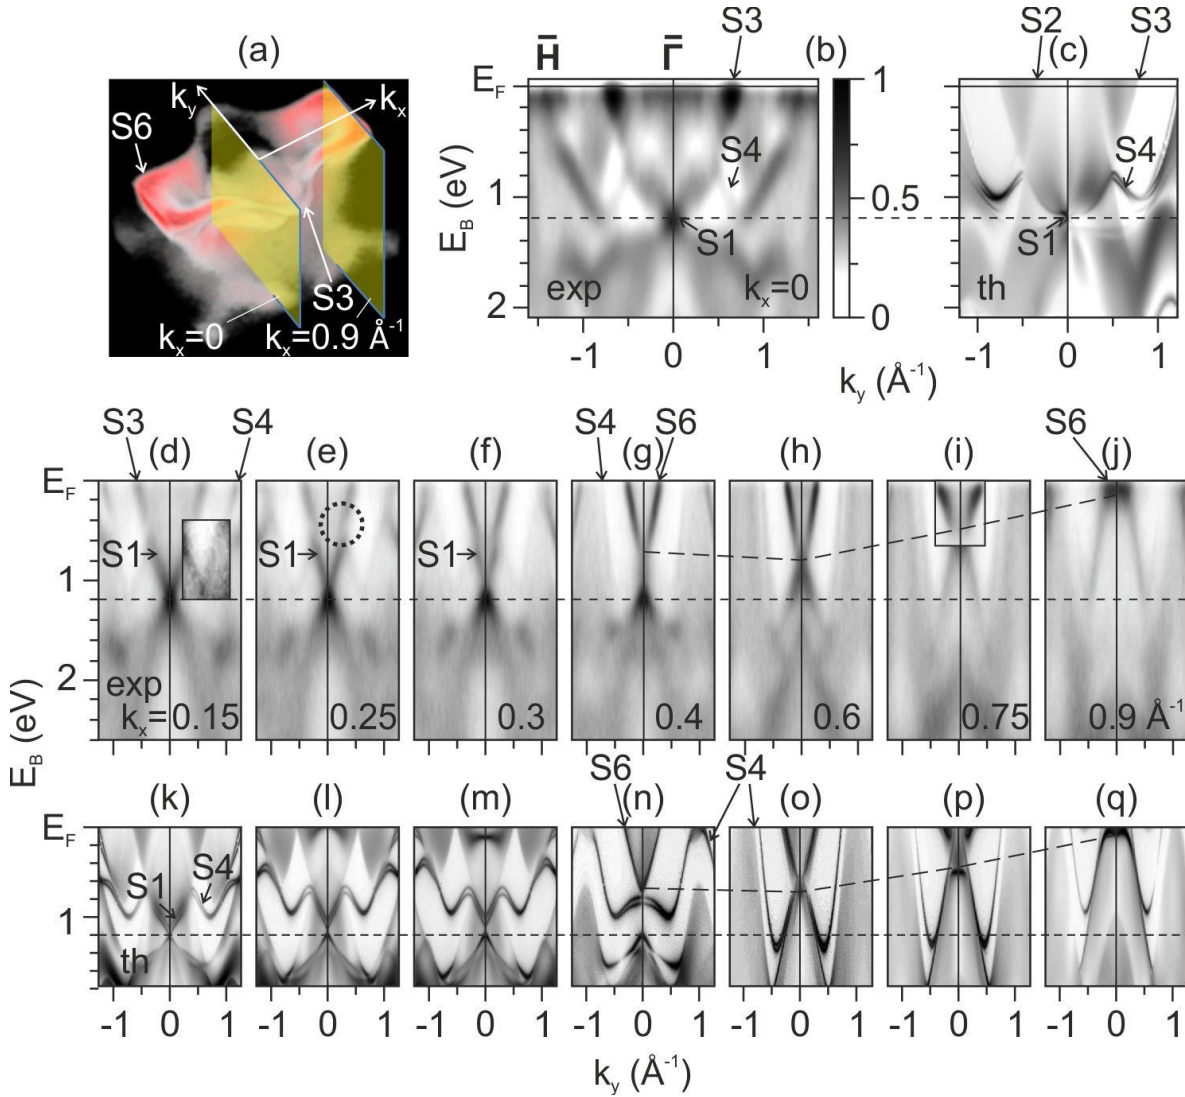 (a)
k_y
k_x
S6
S3
k_x=0
k_x=0.9 Å⁻¹
S3
H̄
Γ̄
(b)
E_F
1
2
E_B (eV)
S4
S1
exp
k_x=0
-1
0
1
1
0.5
0
S2
S3
(c)
S4
S1
th
-1
0
1
k_y (Å⁻¹)
S3
S4
S4
S6
S6
(d)
(e)
(f)
(g)
(h)
(i)
(j)
E_F
1
2
S1
S1
S1
exp
k_x=0.15
0.25
0.3
0.4
0.6
0.75
0.9 Å⁻¹
E_B (eV)
S6
S4
(k)
(l)
(m)
(n)
(o)
(p)
(q)
E_F
1
S1
S4
th
-1 0 1
-1 0 1
-1 0 1
-1 0 1
-1 0 1
-1 0 1
-1 0 1
k_y (Å⁻¹)